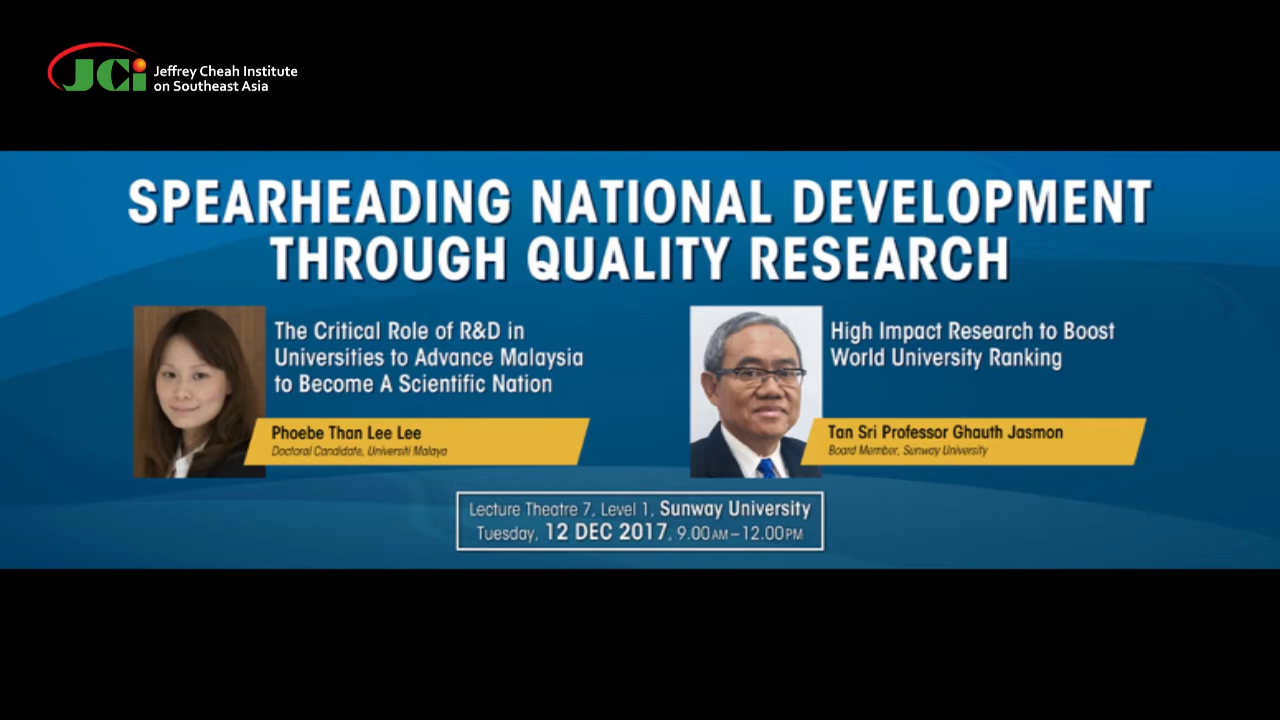 JCi Jeffrey Cheah Institute
on Southeast Asia
SPEARHEADING NATIONAL DEVELOPMENT
THROUGH QUALITY RESEARCH
The Critical Role of R&D in
Universities to Advance Malaysia
to Become A Scientific Nation
Phoebe Than Lee Lee
Doctoral Candidate, Universiti Malaya
High Impact Research to Boost
World University Ranking
Tan Sri Professor Ghauth Jasmon
Board Member, Sunway University
Lecture Theatre 7, Level 1, Sunway University
Tuesday, 12 DEC 2017, 9.00AM–12.00PM